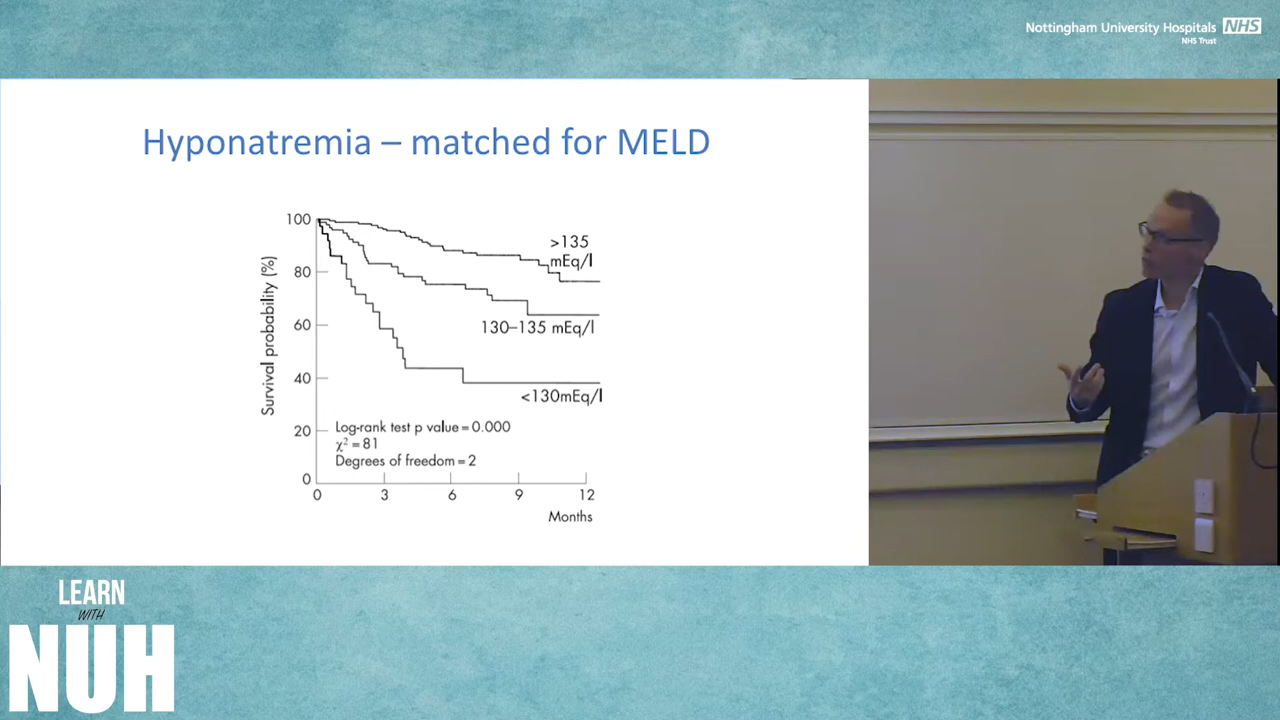 Nottingham University Hospitals NHS
NHS Trust
Hyponatremia – matched for MELD
100
80
60
40
20
0
Survival probability (%)
>135
mEq/l
130–135 mEq/l
<130mEq/l
Log-rank test p value = 0.000
χ² = 81
Degrees of freedom = 2
0 3 6 9 12
Months
LEARN
WITH
NUH